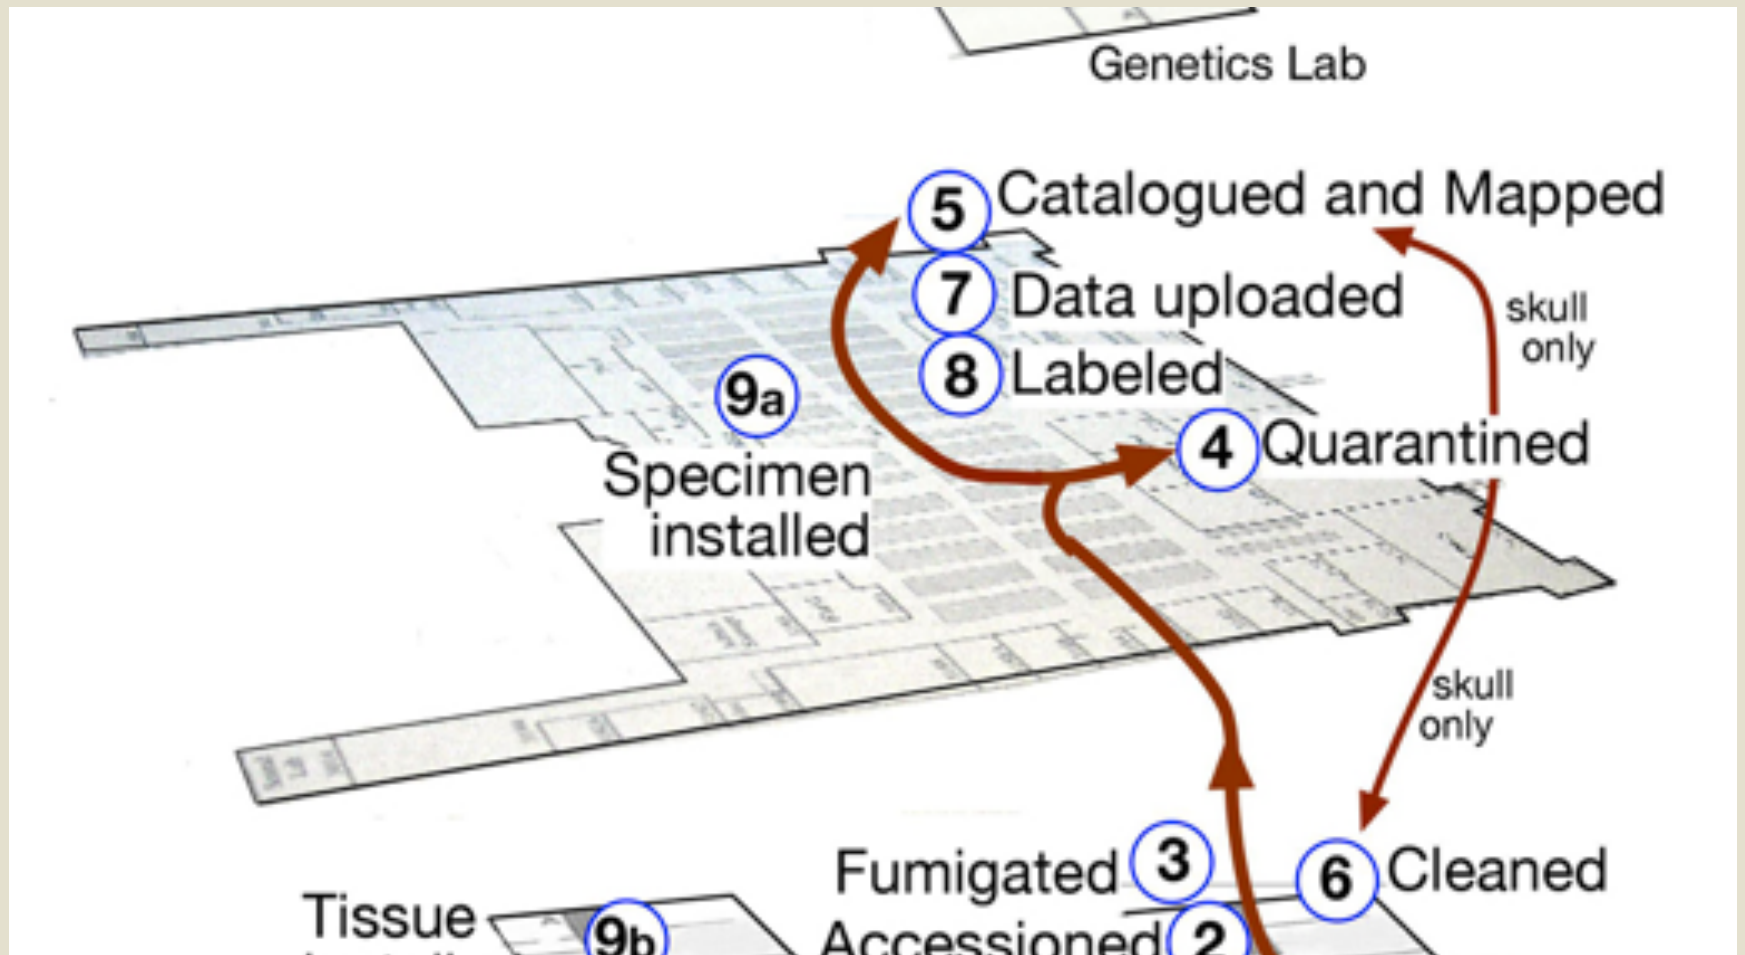 Genetics Lab
5 Catalogued and Mapped
7 Data uploaded
skull
only
8 Labeled
9a
4 Quarantined
Specimen
installed
skull
only
Fumigated 3
6 Cleaned
Tissue
9b
Accessioned 2